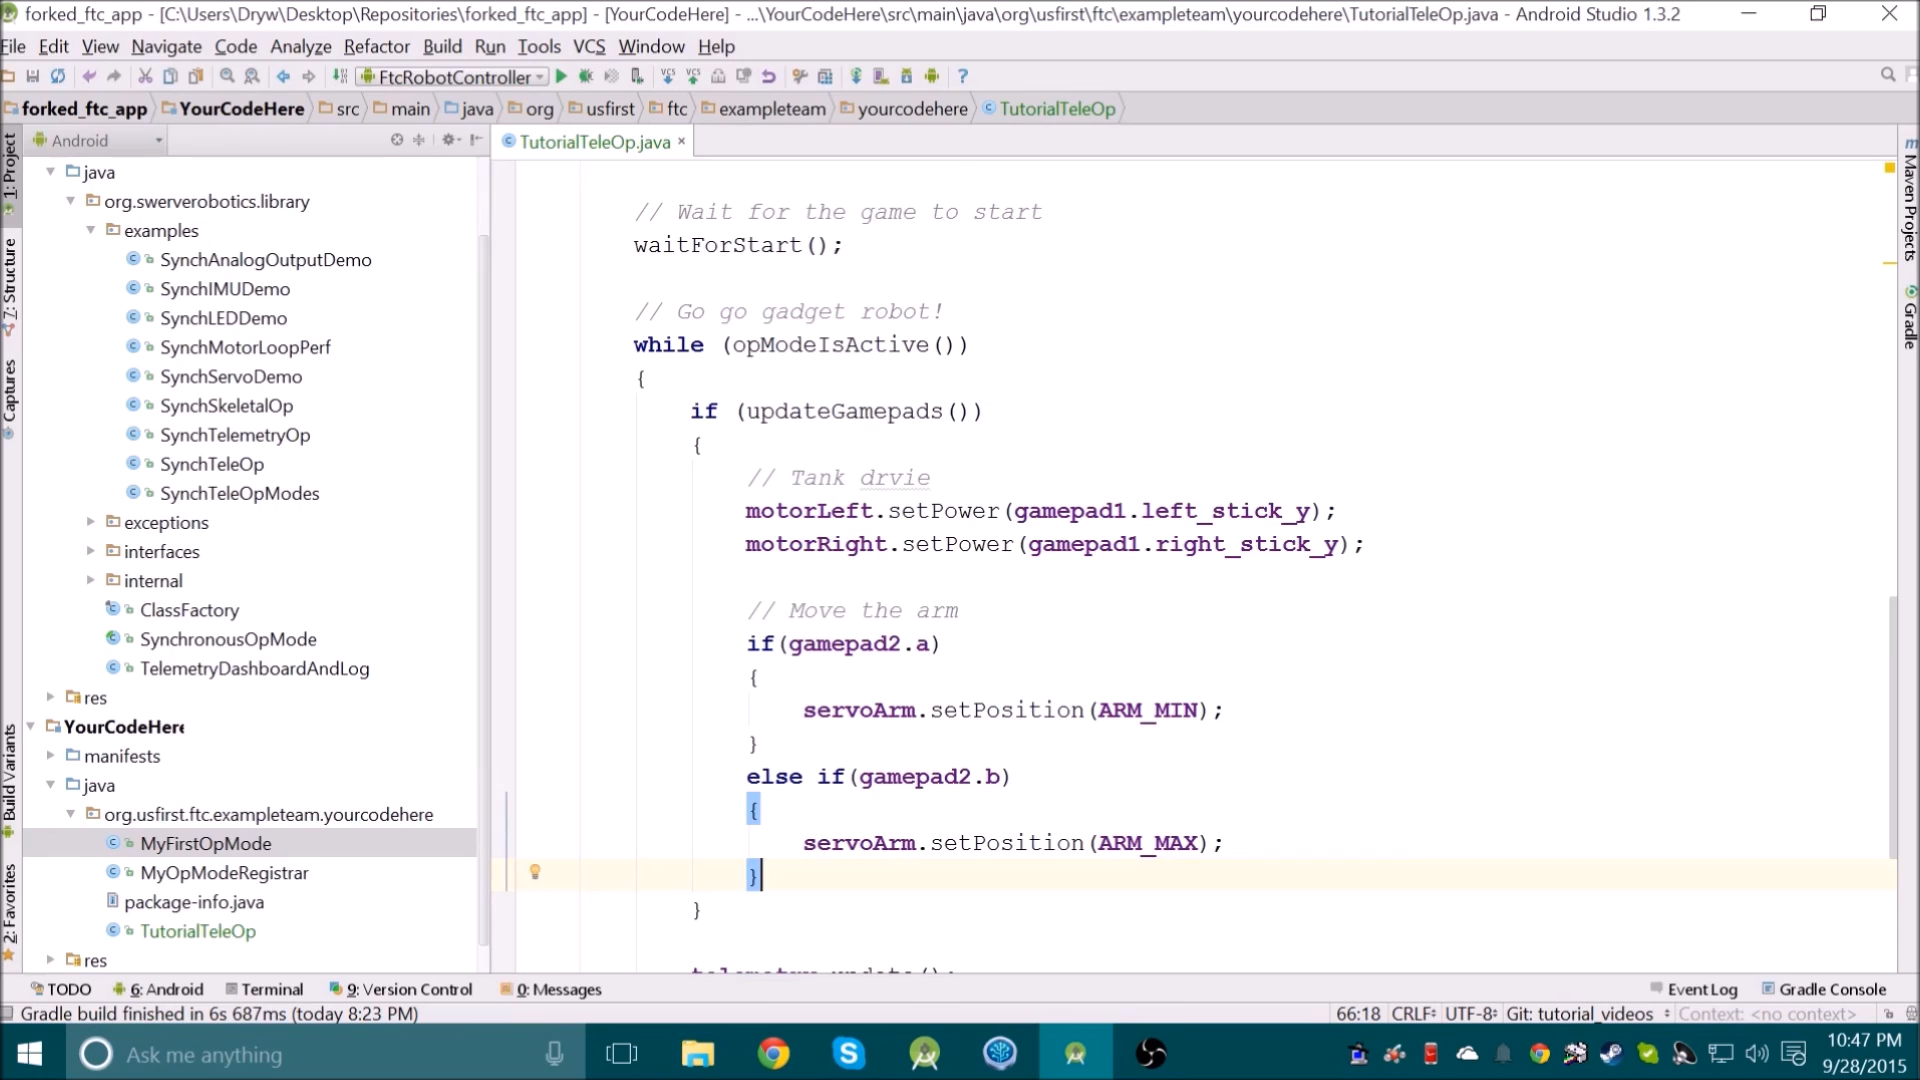 forked_ftc_app - [C:\Users\Dryw\Desktop\Repositories\forked_ftc_app] - [YourCodeHere] - ...\YourCodeHere\src\main\java\org\usfirst\ftc\exampleteam\yourcodehere\TutorialTeleOp.java - Android Studio 1.3.2
File Edit View Navigate Code Analyze Refactor Build Run Tools VCS Window Help
FtcRobotController
forked_ftc_app YourCodeHere src main java org usfirst ftc exampleteam yourcodehere TutorialTeleOp
Android
TutorialTeleOp.java
1: Project
7: Structure
Captures
Build Variants
2: Favorites
java
org.swerverobotics.library
examples
SynchAnalogOutputDemo
SynchIMUDemo
SynchLEDDemo
SynchMotorLoopPerf
SynchServoDemo
SynchSkeletalOp
SynchTelemetryOp
SynchTeleOp
SynchTeleOpModes
exceptions
interfaces
internal
ClassFactory
SynchronousOpMode
TelemetryDashboardAndLog
res
YourCodeHere
manifests
java
org.usfirst.ftc.exampleteam.yourcodehere
MyFirstOpMode
MyOpModeRegistrar
package-info.java
TutorialTeleOp
res
// Wait for the game to start
waitForStart();
// Go go gadget robot!
while (opModeIsActive())
{
if (updateGamepads())
{
// Tank drvie
motorLeft.setPower(gamepad1.left_stick_y);
motorRight.setPower(gamepad1.right_stick_y);
// Move the arm
if(gamepad2.a)
{
servoArm.setPosition(ARM_MIN);
}
else if(gamepad2.b)
{
servoArm.setPosition(ARM_MAX);
}
}
telemetry.update();
Maven Projects
Gradle
TODO 6: Android Terminal 9: Version Control 0: Messages Event Log Gradle Console
Gradle build finished in 6s 687ms (today 8:23 PM) 66:18 CRLF UTF-8 Git: tutorial_videos Context: <no context>
Ask me anything
10:47 PM
9/28/2015